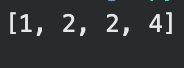 [1, 2, 2, 4]